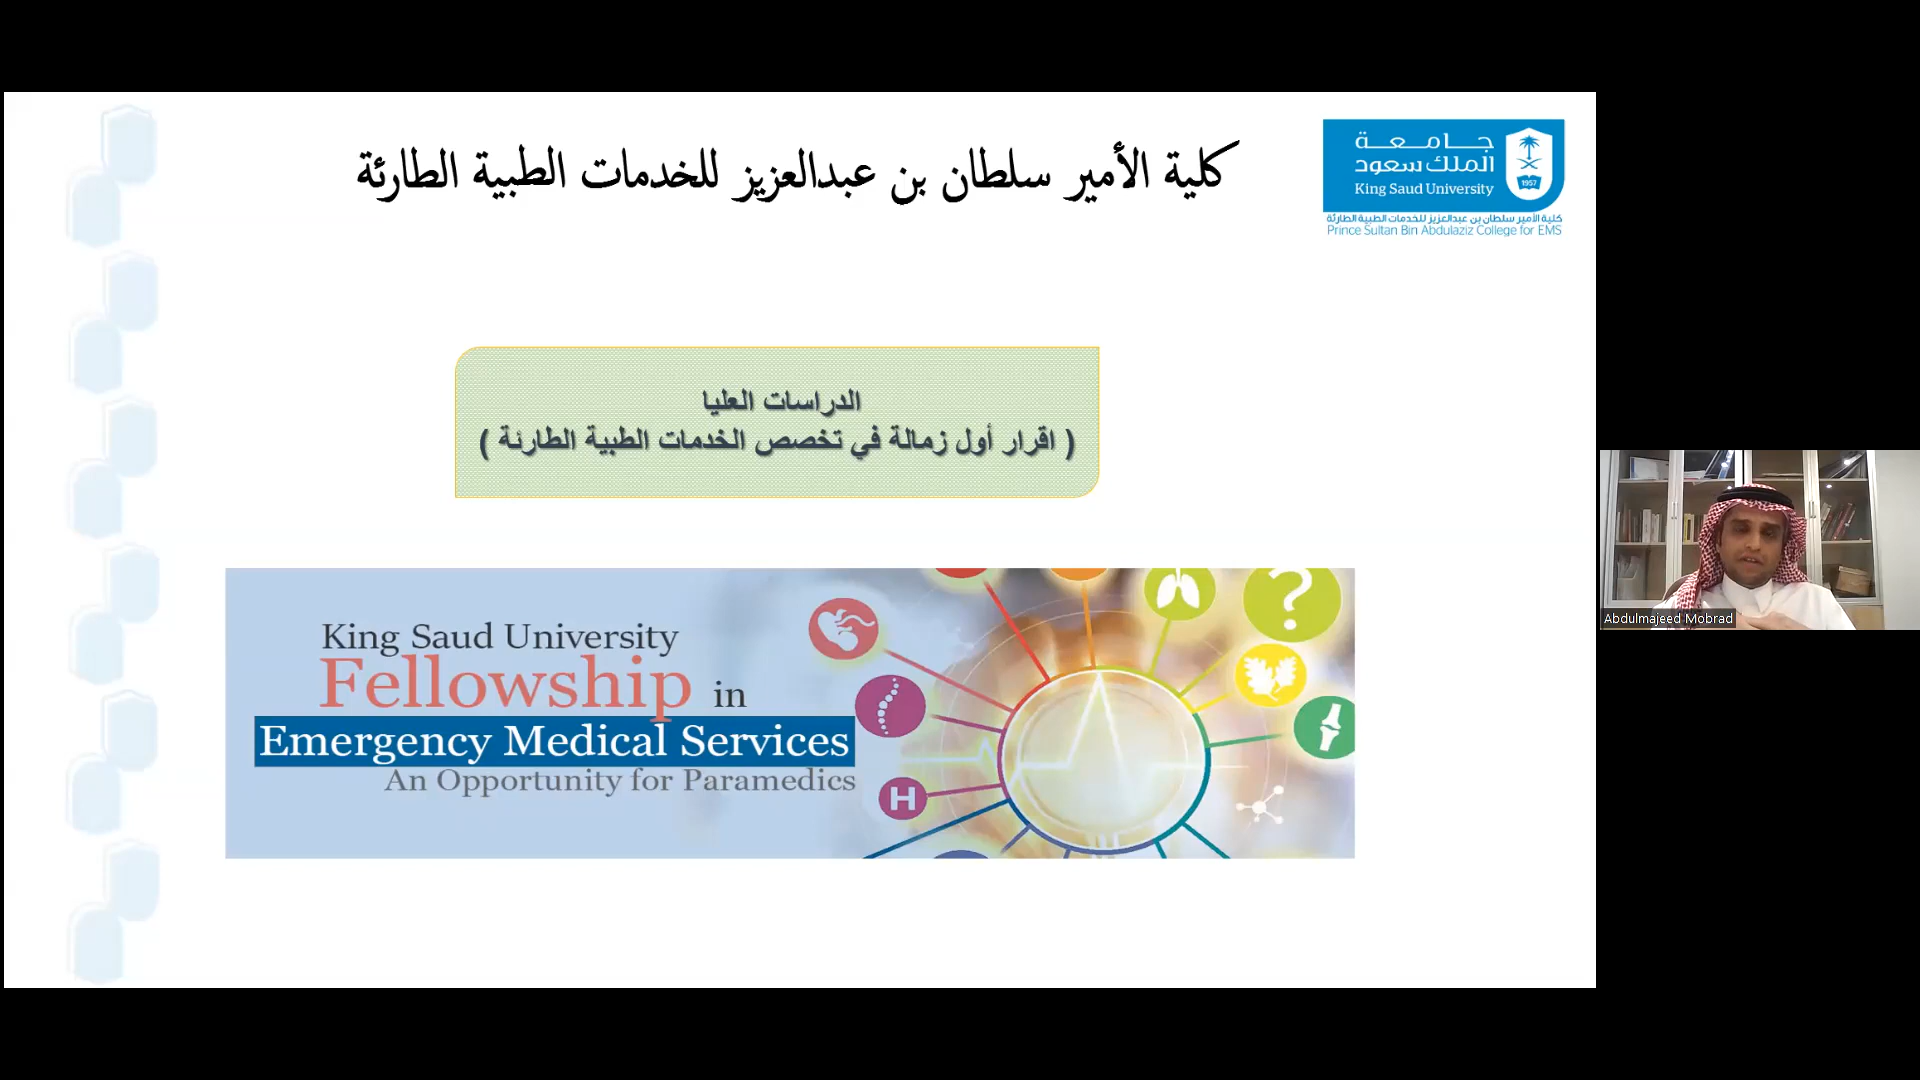 كلية الأمير سلطان بن عبدالعزيز للخدمات الطبية الطارئة
جامعة
الملك سعود
King Saud University
1957
كلية الأمير سلطان بن عبدالعزيز للخدمات الطبية الطارئة
Prince Sultan Bin Abdulaziz College for EMS
الدراسات العليا
( اقرار أول زمالة في تخصص الخدمات الطبية الطارئة )
King Saud University
Fellowship in
Emergency Medical Services
An Opportunity for Paramedics
?
H
Abdulmajeed Mobrad